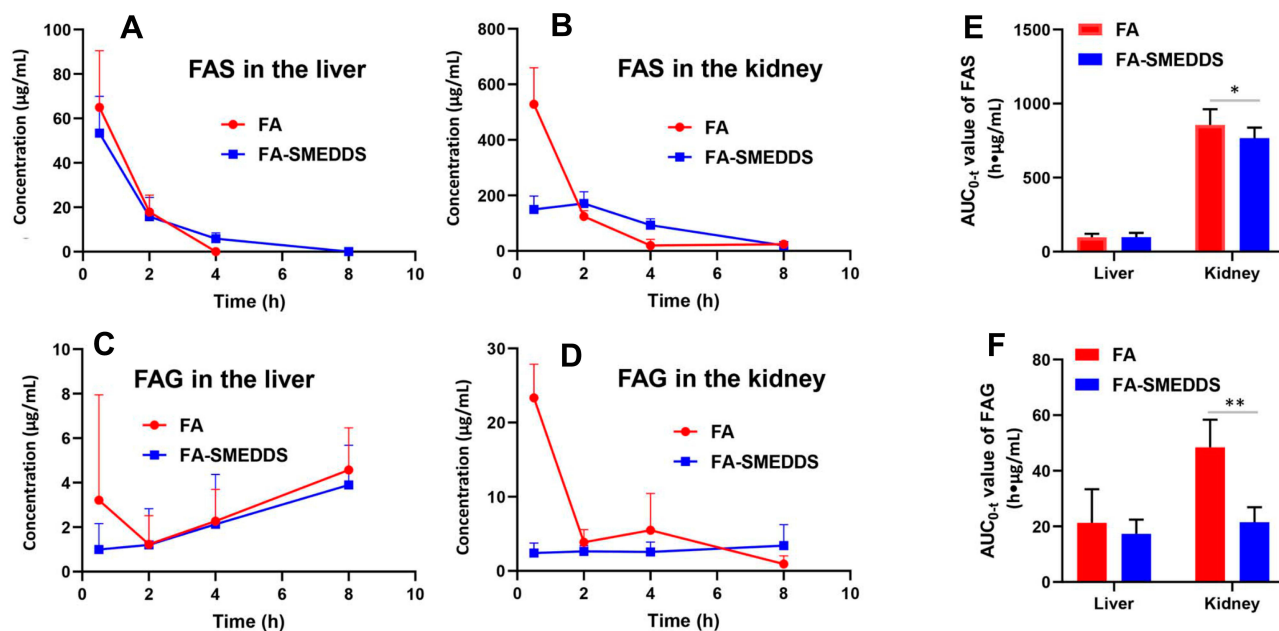 A
FAS in the liver
FA
FA-SMEDDS
Concentration (µg/mL)
100
80
60
40
20
0
0 2 4 6 8 10
Time (h)
B
FAS in the kidney
FA
FA-SMEDDS
Concentration (µg/mL)
800
600
400
200
0
0 2 4 6 8 10
Time (h)
E
FA
FA-SMEDDS
AUC0-t value of FAS
(h•µg/mL)
1500
1000
500
0
*
Liver Kidney
C
FAG in the liver
FA
FA-SMEDDS
Concentration (µg/mL)
10
8
6
4
2
0
0 2 4 6 8 10
Time (h)
D
FAG in the kidney
FA
FA-SMEDDS
Concentration (µg/mL)
30
20
10
0
0 2 4 6 8 10
Time (h)
F
FA
FA-SMEDDS
AUC0-t value of FAG
(h•µg/mL)
80
60
40
20
0
**
Liver Kidney